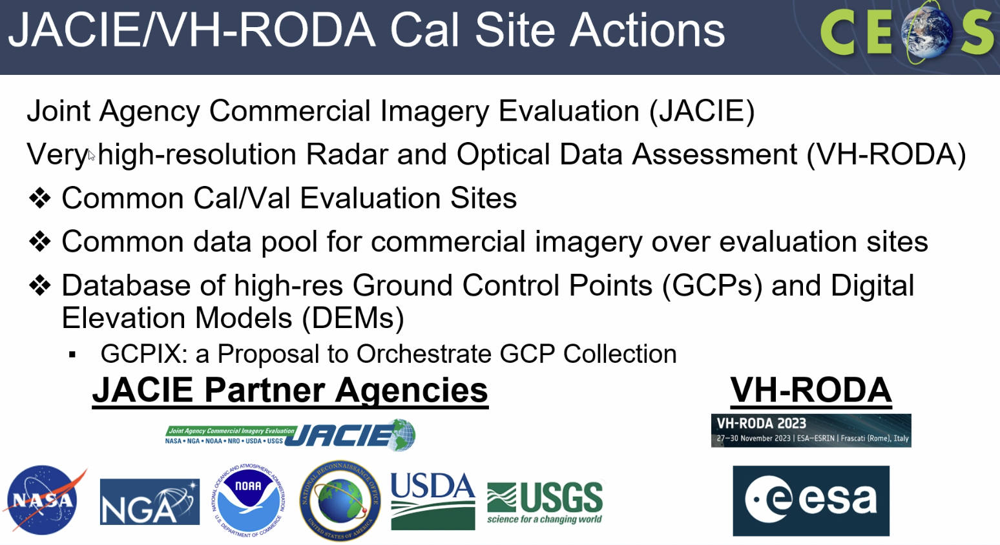 JACIE/VH-RODA Cal Site Actions
CEOS
Joint Agency Commercial Imagery Evaluation (JACIE)
Very high-resolution Radar and Optical Data Assessment (VH-RODA)
❖ Common Cal/Val Evaluation Sites
❖ Common data pool for commercial imagery over evaluation sites
❖ Database of high-res Ground Control Points (GCPs) and Digital
Elevation Models (DEMs)
▪ GCPIX: a Proposal to Orchestrate GCP Collection
JACIE Partner Agencies
Joint Agency Commercial Imagery Evaluation
NASA • NGA • NOAA • NRO • USDA • USGS
JACIE
NASA
NGA
NATIONAL OCEANIC AND ATMOSPHERIC ADMINISTRATION
NOAA
U.S. DEPARTMENT OF COMMERCE
NATIONAL RECONNAISSANCE OFFICE
UNITED STATES OF AMERICA
USDA
USGS
science for a changing world
VH-RODA
VH-RODA 2023
27–30 November 2023 | ESA–ESRIN | Frascati (Rome), Italy
esa